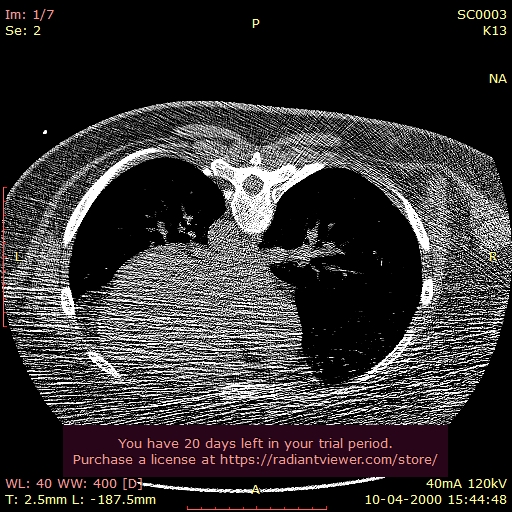 Im: 1/7
Se: 2
P
SC0003
K13
NA
L
R
You have 20 days left in your trial period.
Purchase a license at https://radiantviewer.com/store/
WL: 40 WW: 400 [D]
T: 2.5mm L: -187.5mm
A
40mA 120kV
10-04-2000 15:44:48